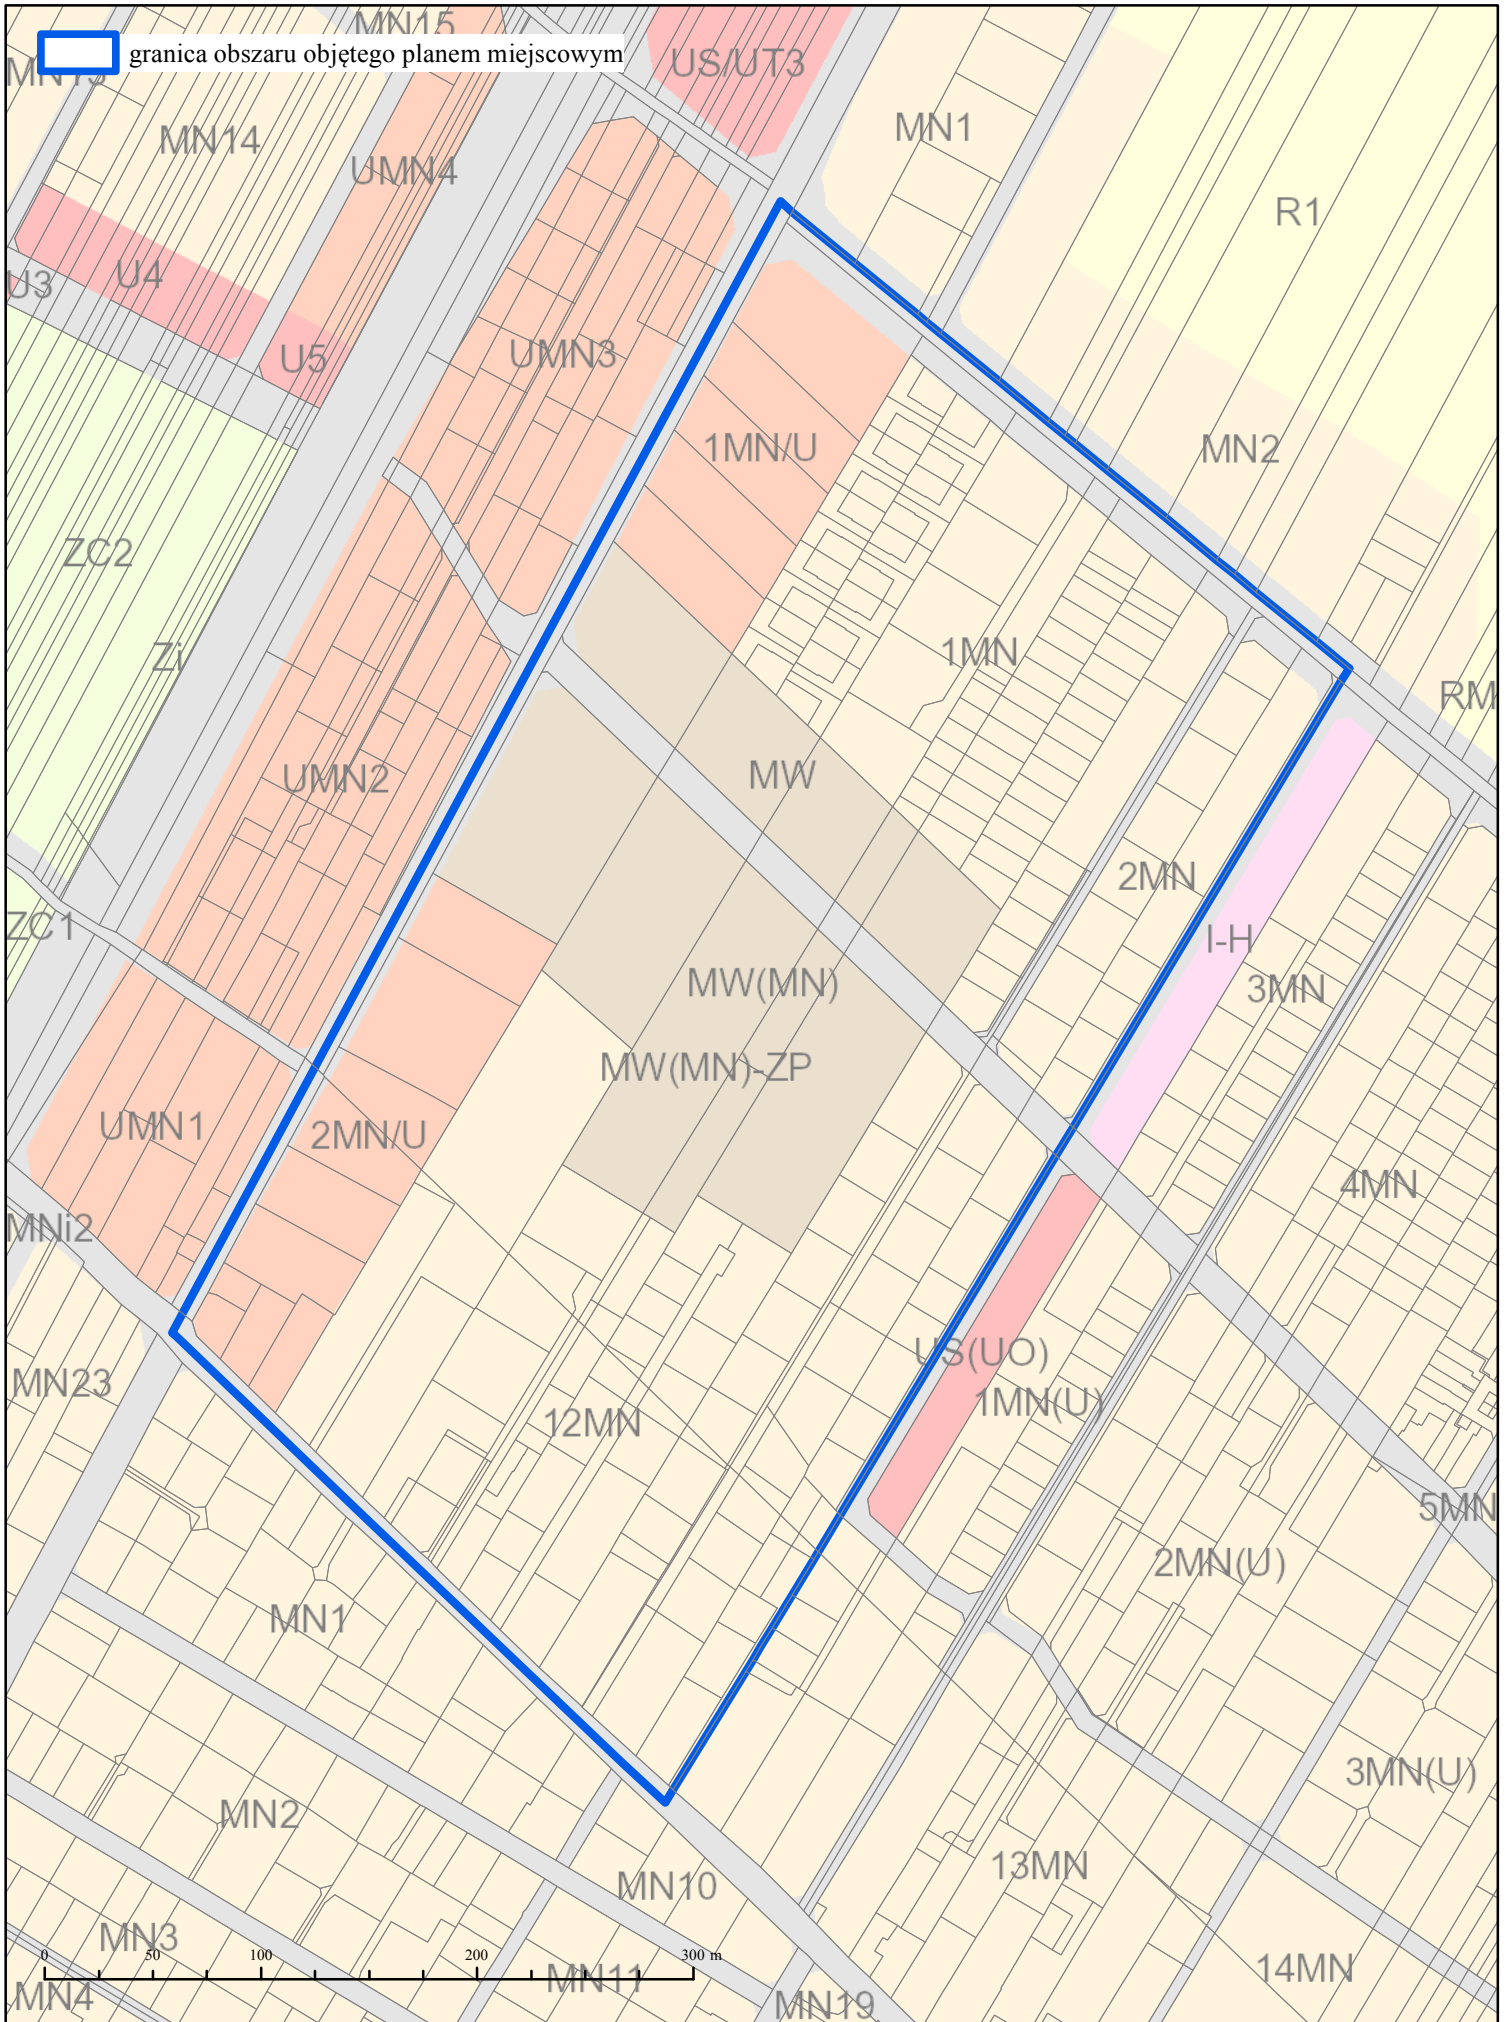 MN15
granica obszaru objętego planem miejscowym
US/UT3
MN15
MN1
MN14
UMN4
R1
U4
U3
UMN3
U5
1MN/U
MN2
ZC2
1MN
Zi
RM
MW
UMN2
2MN
ZC1
I-H
MW(MN)
3MN
MW(MN)-ZP
UMN1
2MN/U
4MN
MNi2
US(UO)
MN23
1MN(U)
12MN
5MN
2MN(U)
MN1
3MN(U)
MN2
13MN
MN10
MN3
0 50 100 200 300 m
14MN
MN11
MN4
MN19